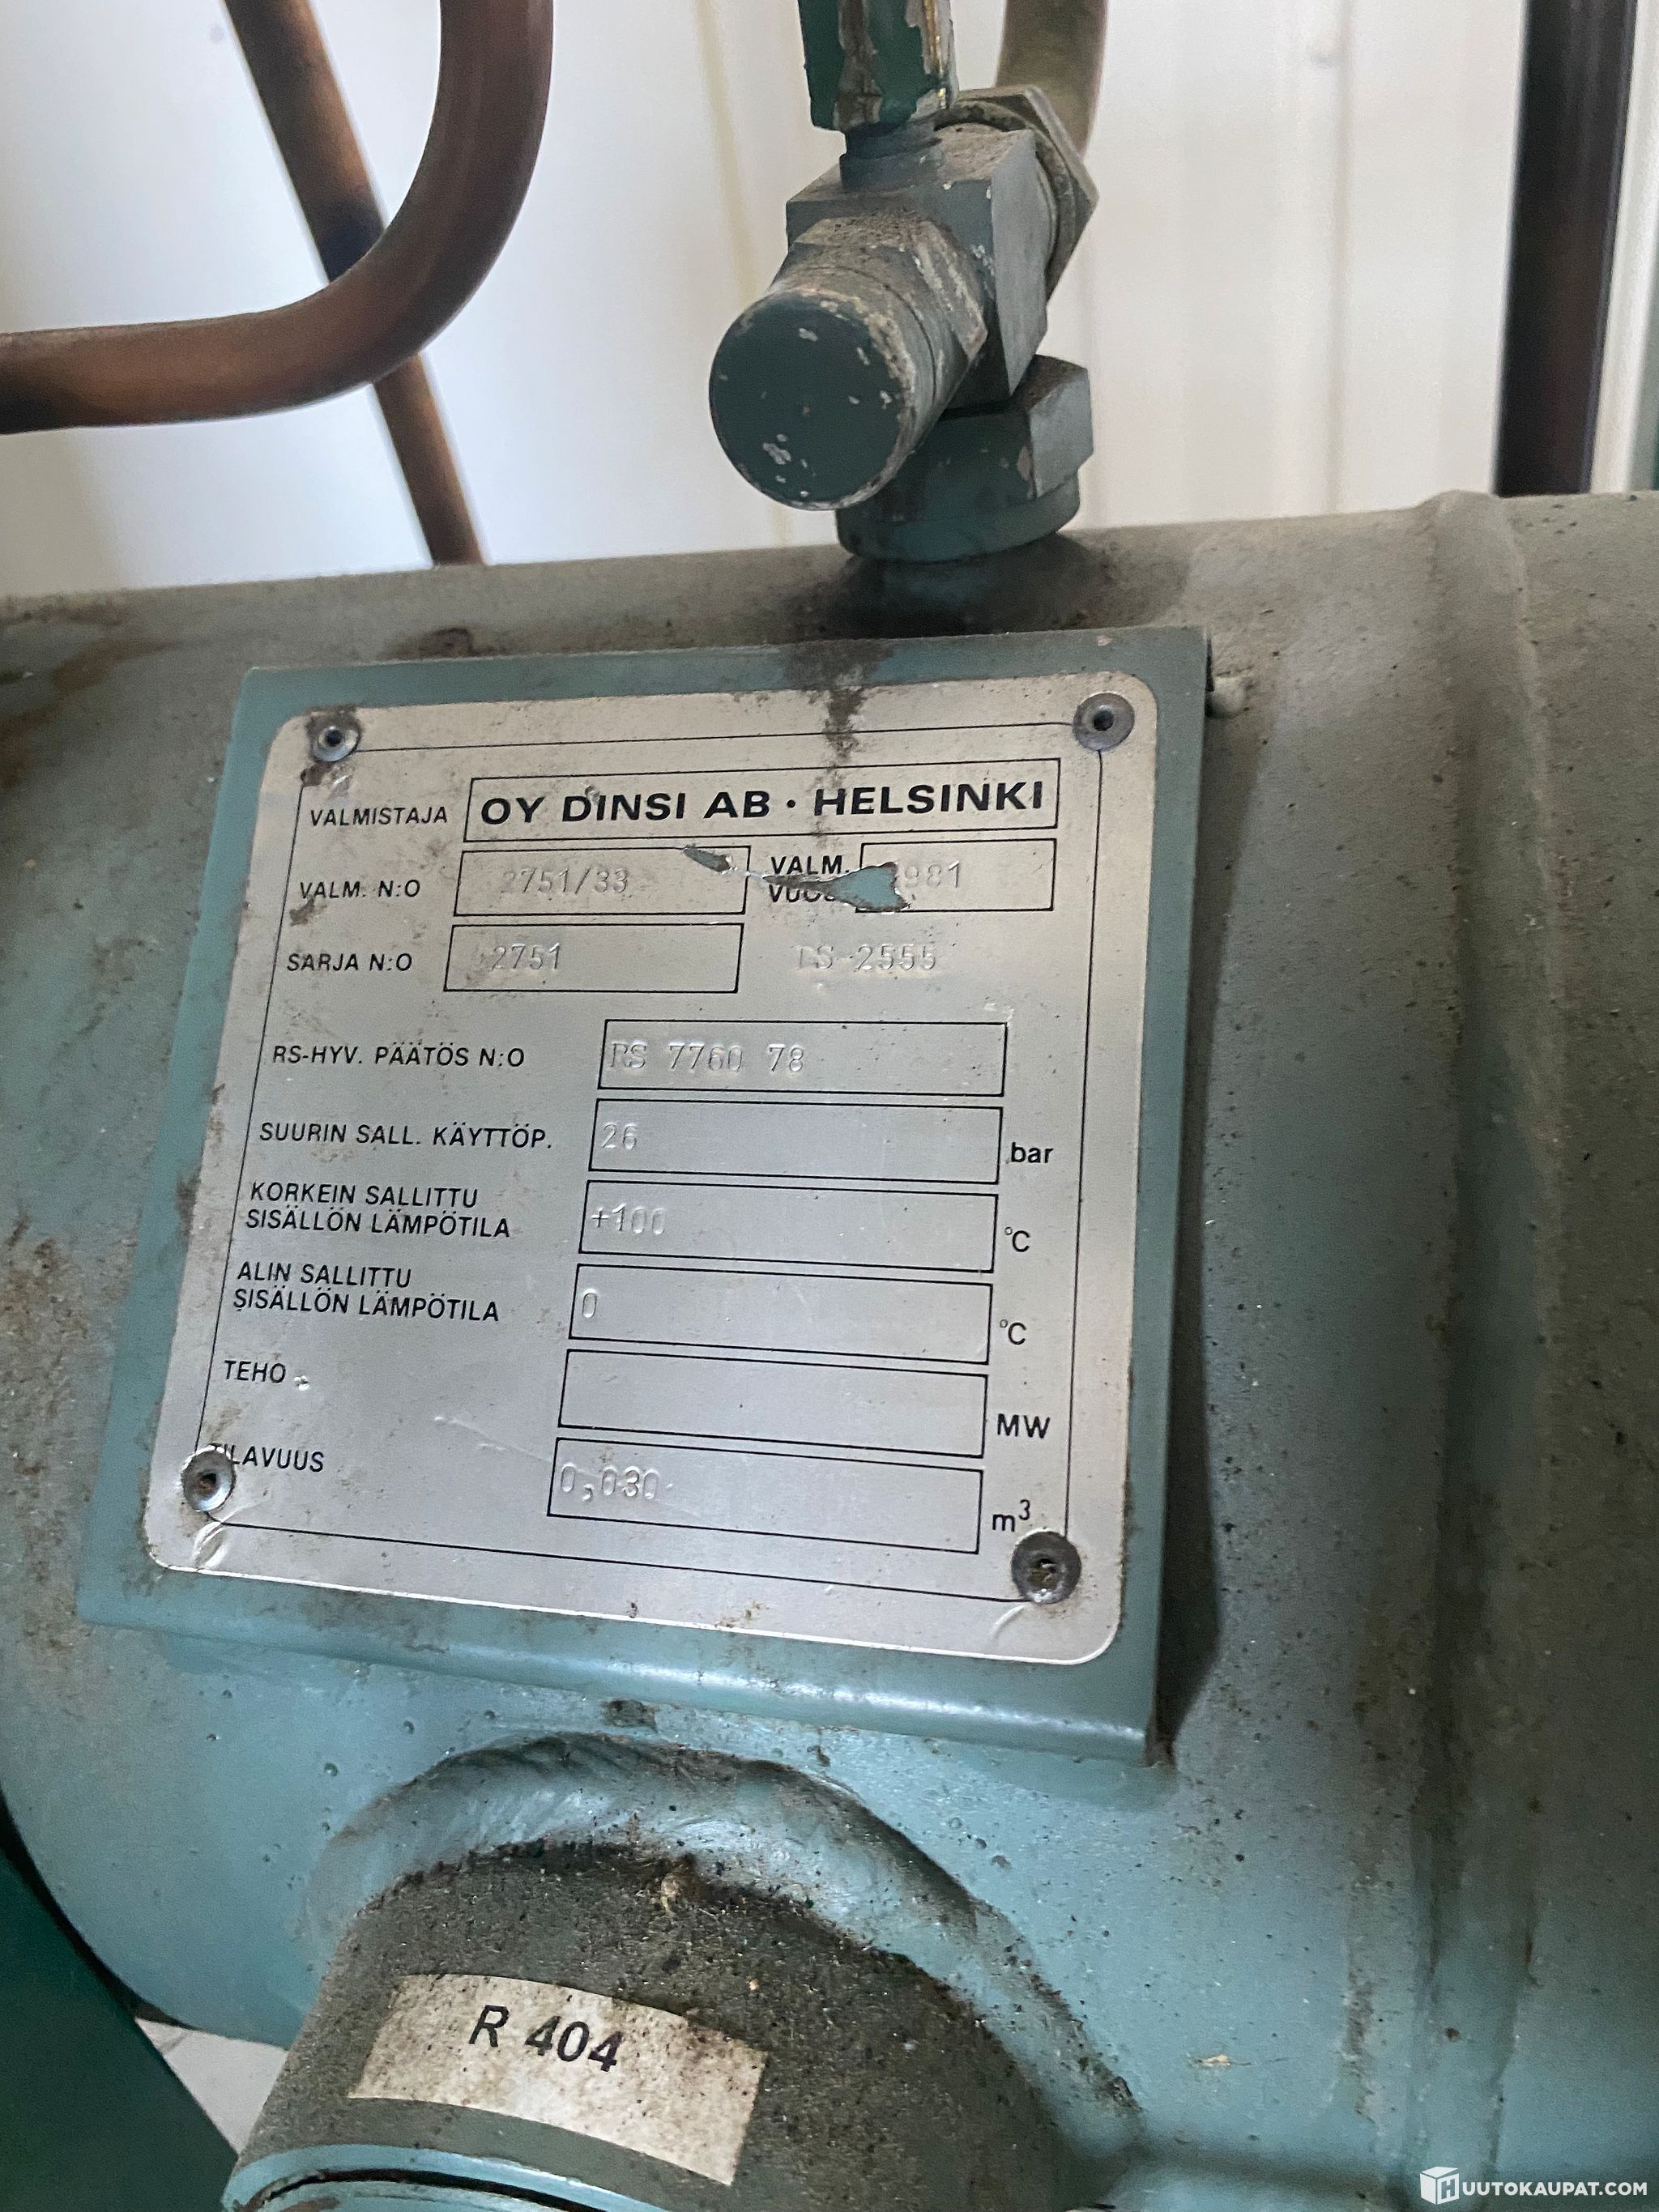 VALMISTAJA OY DINSI AB · HELSINKI
VALM. N:O 2751/33 VALM. 1981
SARJA N:O 2751 2555
RS-HYV. PÄÄTÖS N:O RS 7760 78
SUURIN SALL. KÄYTTÖP. 26 bar
KORKEIN SALLITTU
SISÄLLÖN LÄMPÖTILA +100 °C
ALIN SALLITTU
SISÄLLÖN LÄMPÖTILA 0 °C
TEHO MW
TILAVUUS 0,030 m³
R 404
HUUTOKAUPAT.COM